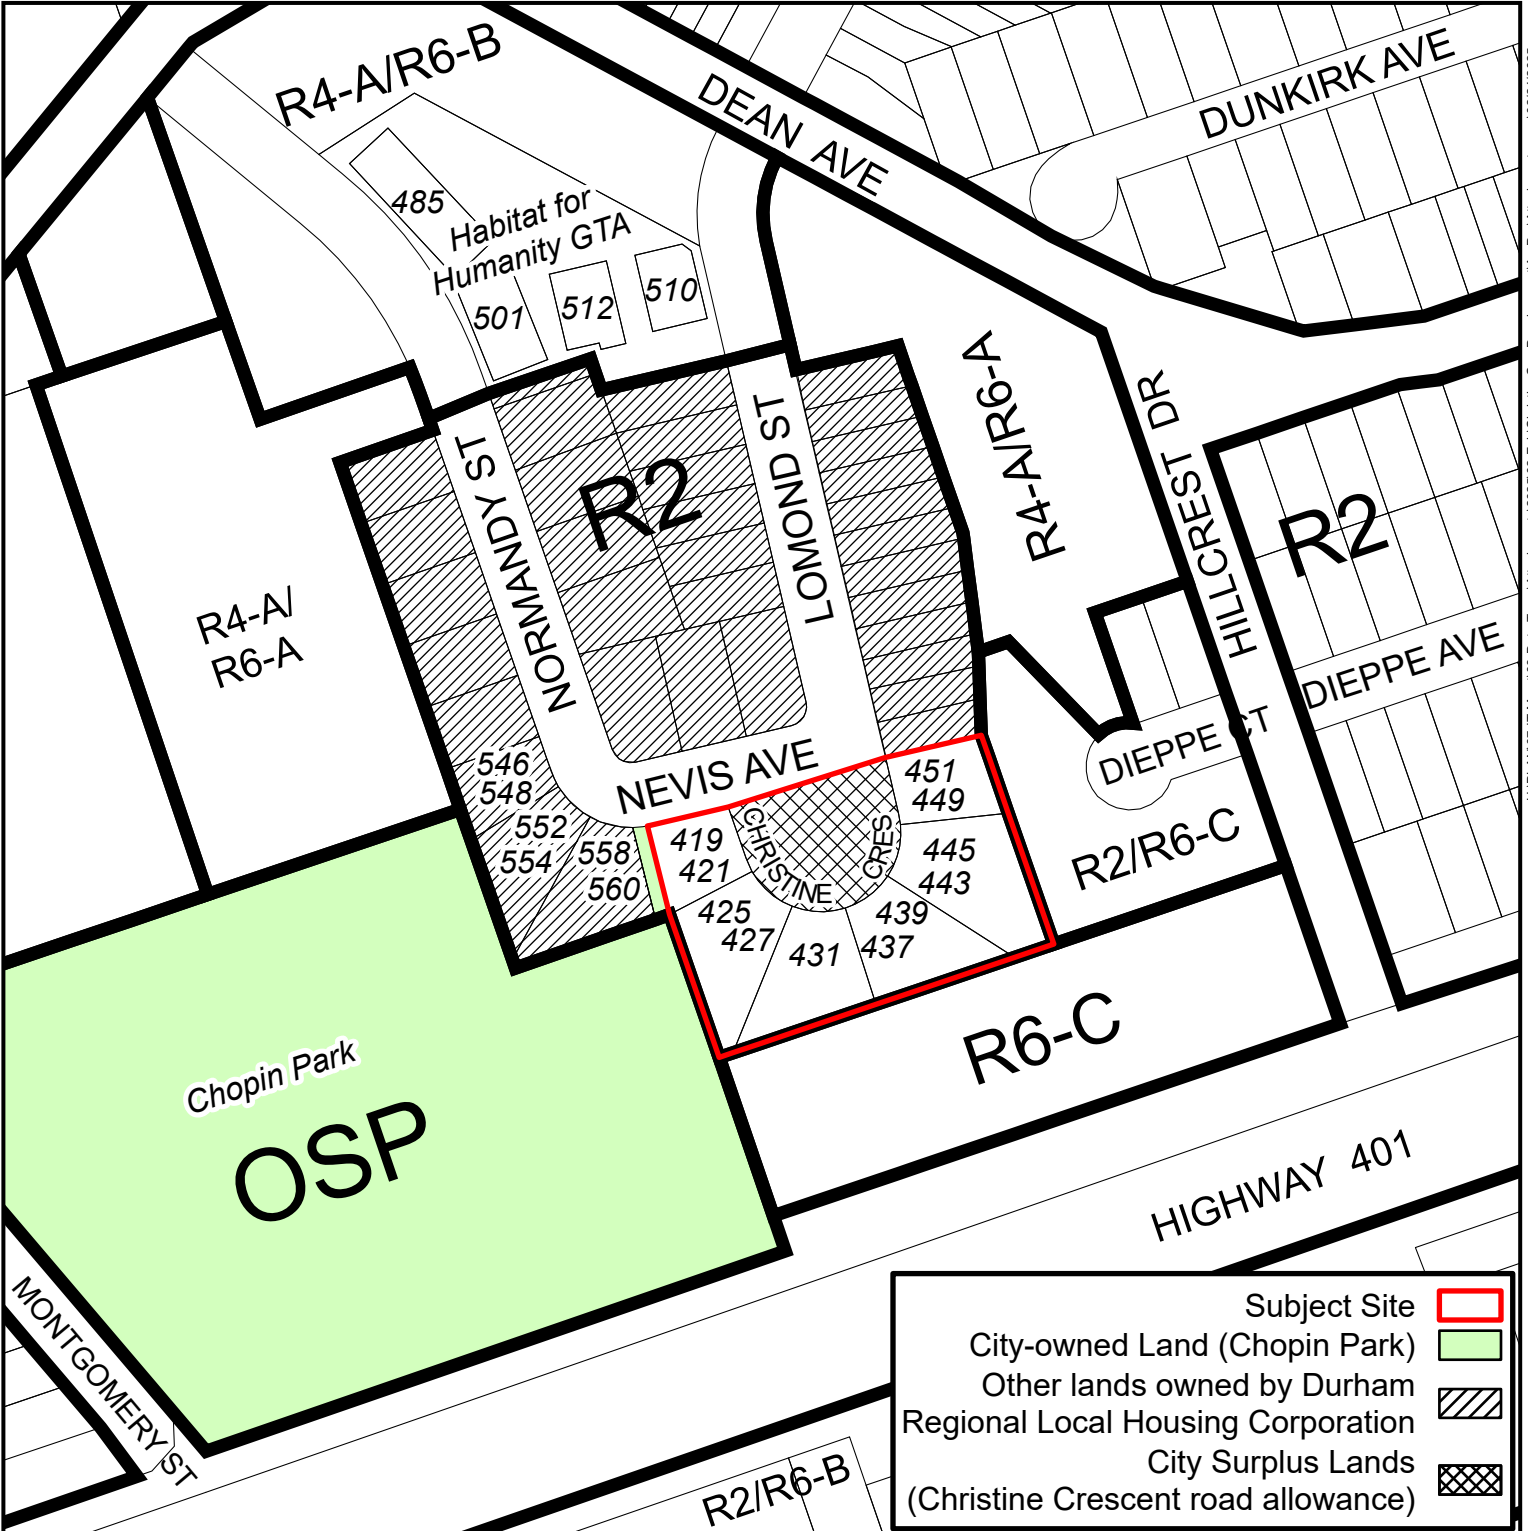 R4-A/R6-B
DEAN AVE
DUNKIRK AVE
485
Habitat for
Humanity GTA
501
512
510
R4-A/R6-A
HILLCREST DR
NORMANDY ST
R2
LOMOND ST
R2
R4-A/
R6-A
DIEPPE AVE
DIEPPE CT
NEVIS AVE
546
548
552
554
558
560
419
421
CHRISTINE
CRES
451
449
445
443
425
427
431
439
437
R2/R6-C
R6-C
Chopin Park
OSP
HIGHWAY 401
MONTGOMERY ST
R2/R6-B
Subject Site
City-owned Land (Chopin Park)
Other lands owned by Durham
Regional Local Housing Corporation
City Surplus Lands
(Christine Crescent road allowance)